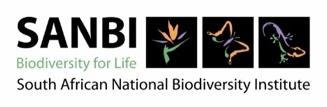 SANBI
Biodiversity for Life
South African National Biodiversity Institute